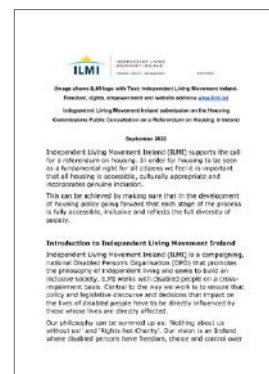 ILMI
INDEPENDENT LIVING
MOVEMENT IRELAND
(Image shows ILMI logo with Text: Independent Living Movement Ireland.
Freedom, rights, empowerment and website address www.ilmi.ie)
Independent Living Movement Ireland submission on the Housing
Commissions Public Consultation on a Referendum on Housing in Ireland
September 2022
Independent Living Movement Ireland (ILMI) supports the call
for a referendum on housing. In order for housing to be seen
as a fundamental right for all citizens we feel it is important
that all housing is accessible, culturally appropriate and
incorporates genuine inclusion.
This can be achieved by making sure that in the development
of housing policy going forward that each stage of the process
is fully accessible, inclusive and reflects the full diversity of
society.
Introduction to Independent Living Movement Ireland
Independent Living Movement Ireland (ILMI) is a campaigning,
national Disabled Person's Organisation (DPO) that promotes
the philosophy of independent living and seeks to build an
inclusive society. ILMI works with disabled people on a cross-
impairment basis. Central to the way we work is to ensure that
policy and legislative discourse and decisions that impact on
the lives of disabled people have to be directly influenced by
those whose lives are directly affected.
Our philosophy can be summed up as: 'Nothing about us
without us!' and 'Rights Not Charity'. Our vision is an Ireland
where disabled persons have freedom, choice and control over